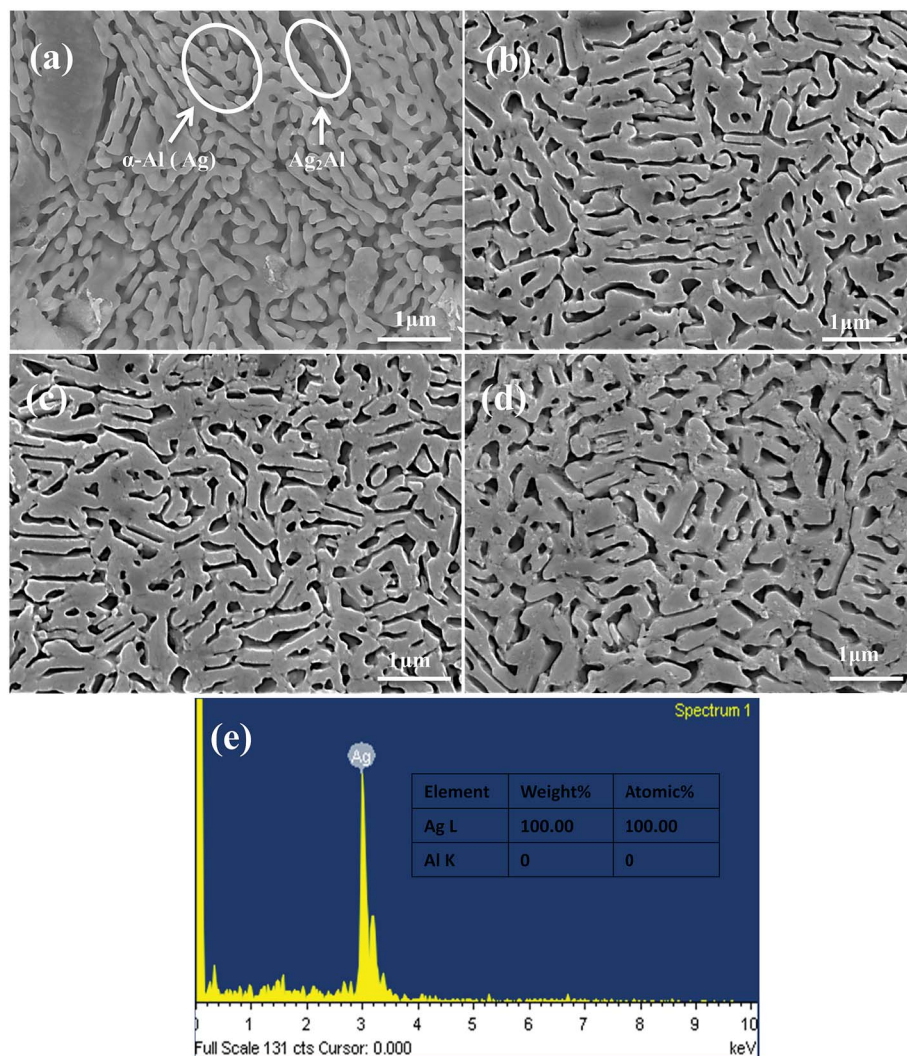 (a)
α-Al ( Ag)
Ag₂Al
1μm
(b)
1μm
(c)
1μm
(d)
1μm
(e)
Spectrum 1
Ag
Element Weight% Atomic%
Ag L 100.00 100.00
Al K 0 0
0 1 2 3 4 5 6 7 8 9 10
Full Scale 131 cts Cursor: 0.000 keV